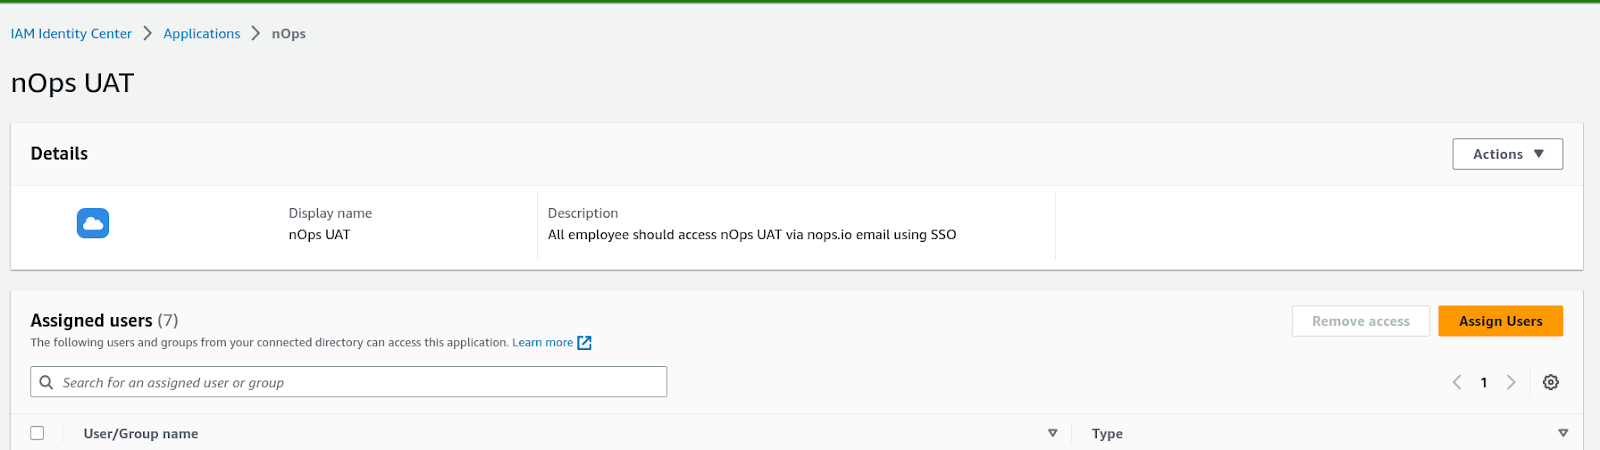 IAM Identity Center > Applications > nOps
nOps UAT
Details
Actions
Display name
nOps UAT
Description
All employee should access nOps UAT via nops.io email using SSO
Assigned users (7)
Remove access
Assign Users
The following users and groups from your connected directory can access this application. Learn more
Search for an assigned user or group
1
User/Group name
Type